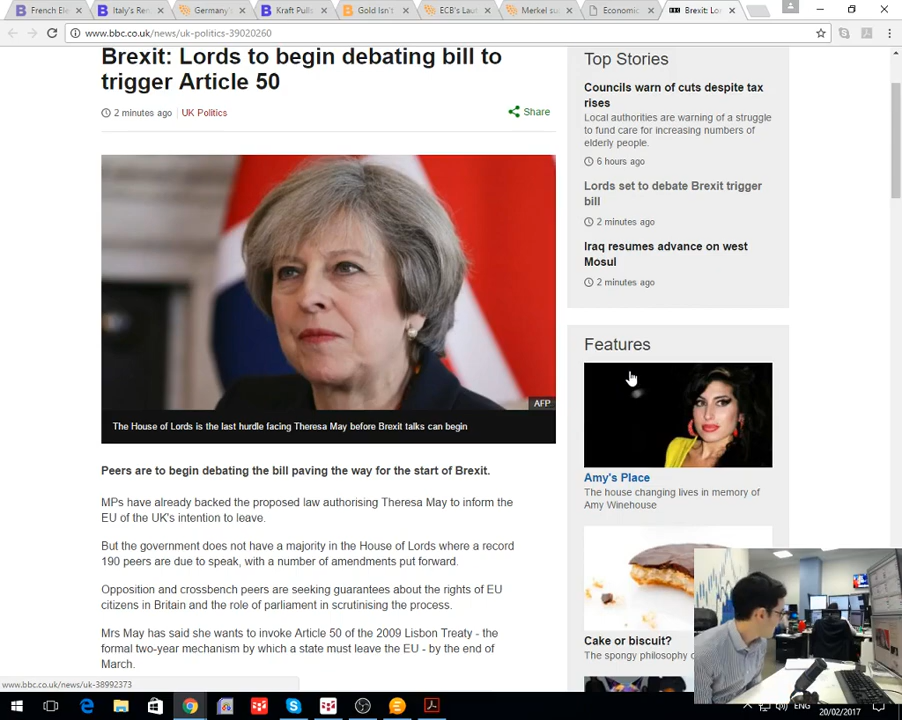 French Ele
Italy's Ren
Germany'
Kraft Pulls
Gold Isn't
ECB's Laut
Merkel su
Economic
Brexit: Lor
www.bbc.co.uk/news/uk-politics-39020260
Brexit: Lords to begin debating bill to
trigger Article 50
2 minutes ago
UK Politics
Share
AFP
The House of Lords is the last hurdle facing Theresa May before Brexit talks can begin
Peers are to begin debating the bill paving the way for the start of Brexit.
MPs have already backed the proposed law authorising Theresa May to inform the
EU of the UK's intention to leave.
But the government does not have a majority in the House of Lords where a record
190 peers are due to speak, with a number of amendments put forward.
Opposition and crossbench peers are seeking guarantees about the rights of EU
citizens in Britain and the role of parliament in scrutinising the process.
Mrs May has said she wants to invoke Article 50 of the 2009 Lisbon Treaty - the
formal two-year mechanism by which a state must leave the EU - by the end of
March.
Top Stories
Councils warn of cuts despite tax
rises
Local authorities are warning of a struggle
to fund care for increasing numbers of
elderly people.
6 hours ago
Lords set to debate Brexit trigger
bill
2 minutes ago
Iraq resumes advance on west
Mosul
2 minutes ago
Features
Amy's Place
The house changing lives in memory of
Amy Winehouse
Cake or biscuit?
The spongy philosophy
www.bbc.co.uk/news/uk-38992373
ENG
20/02/2017